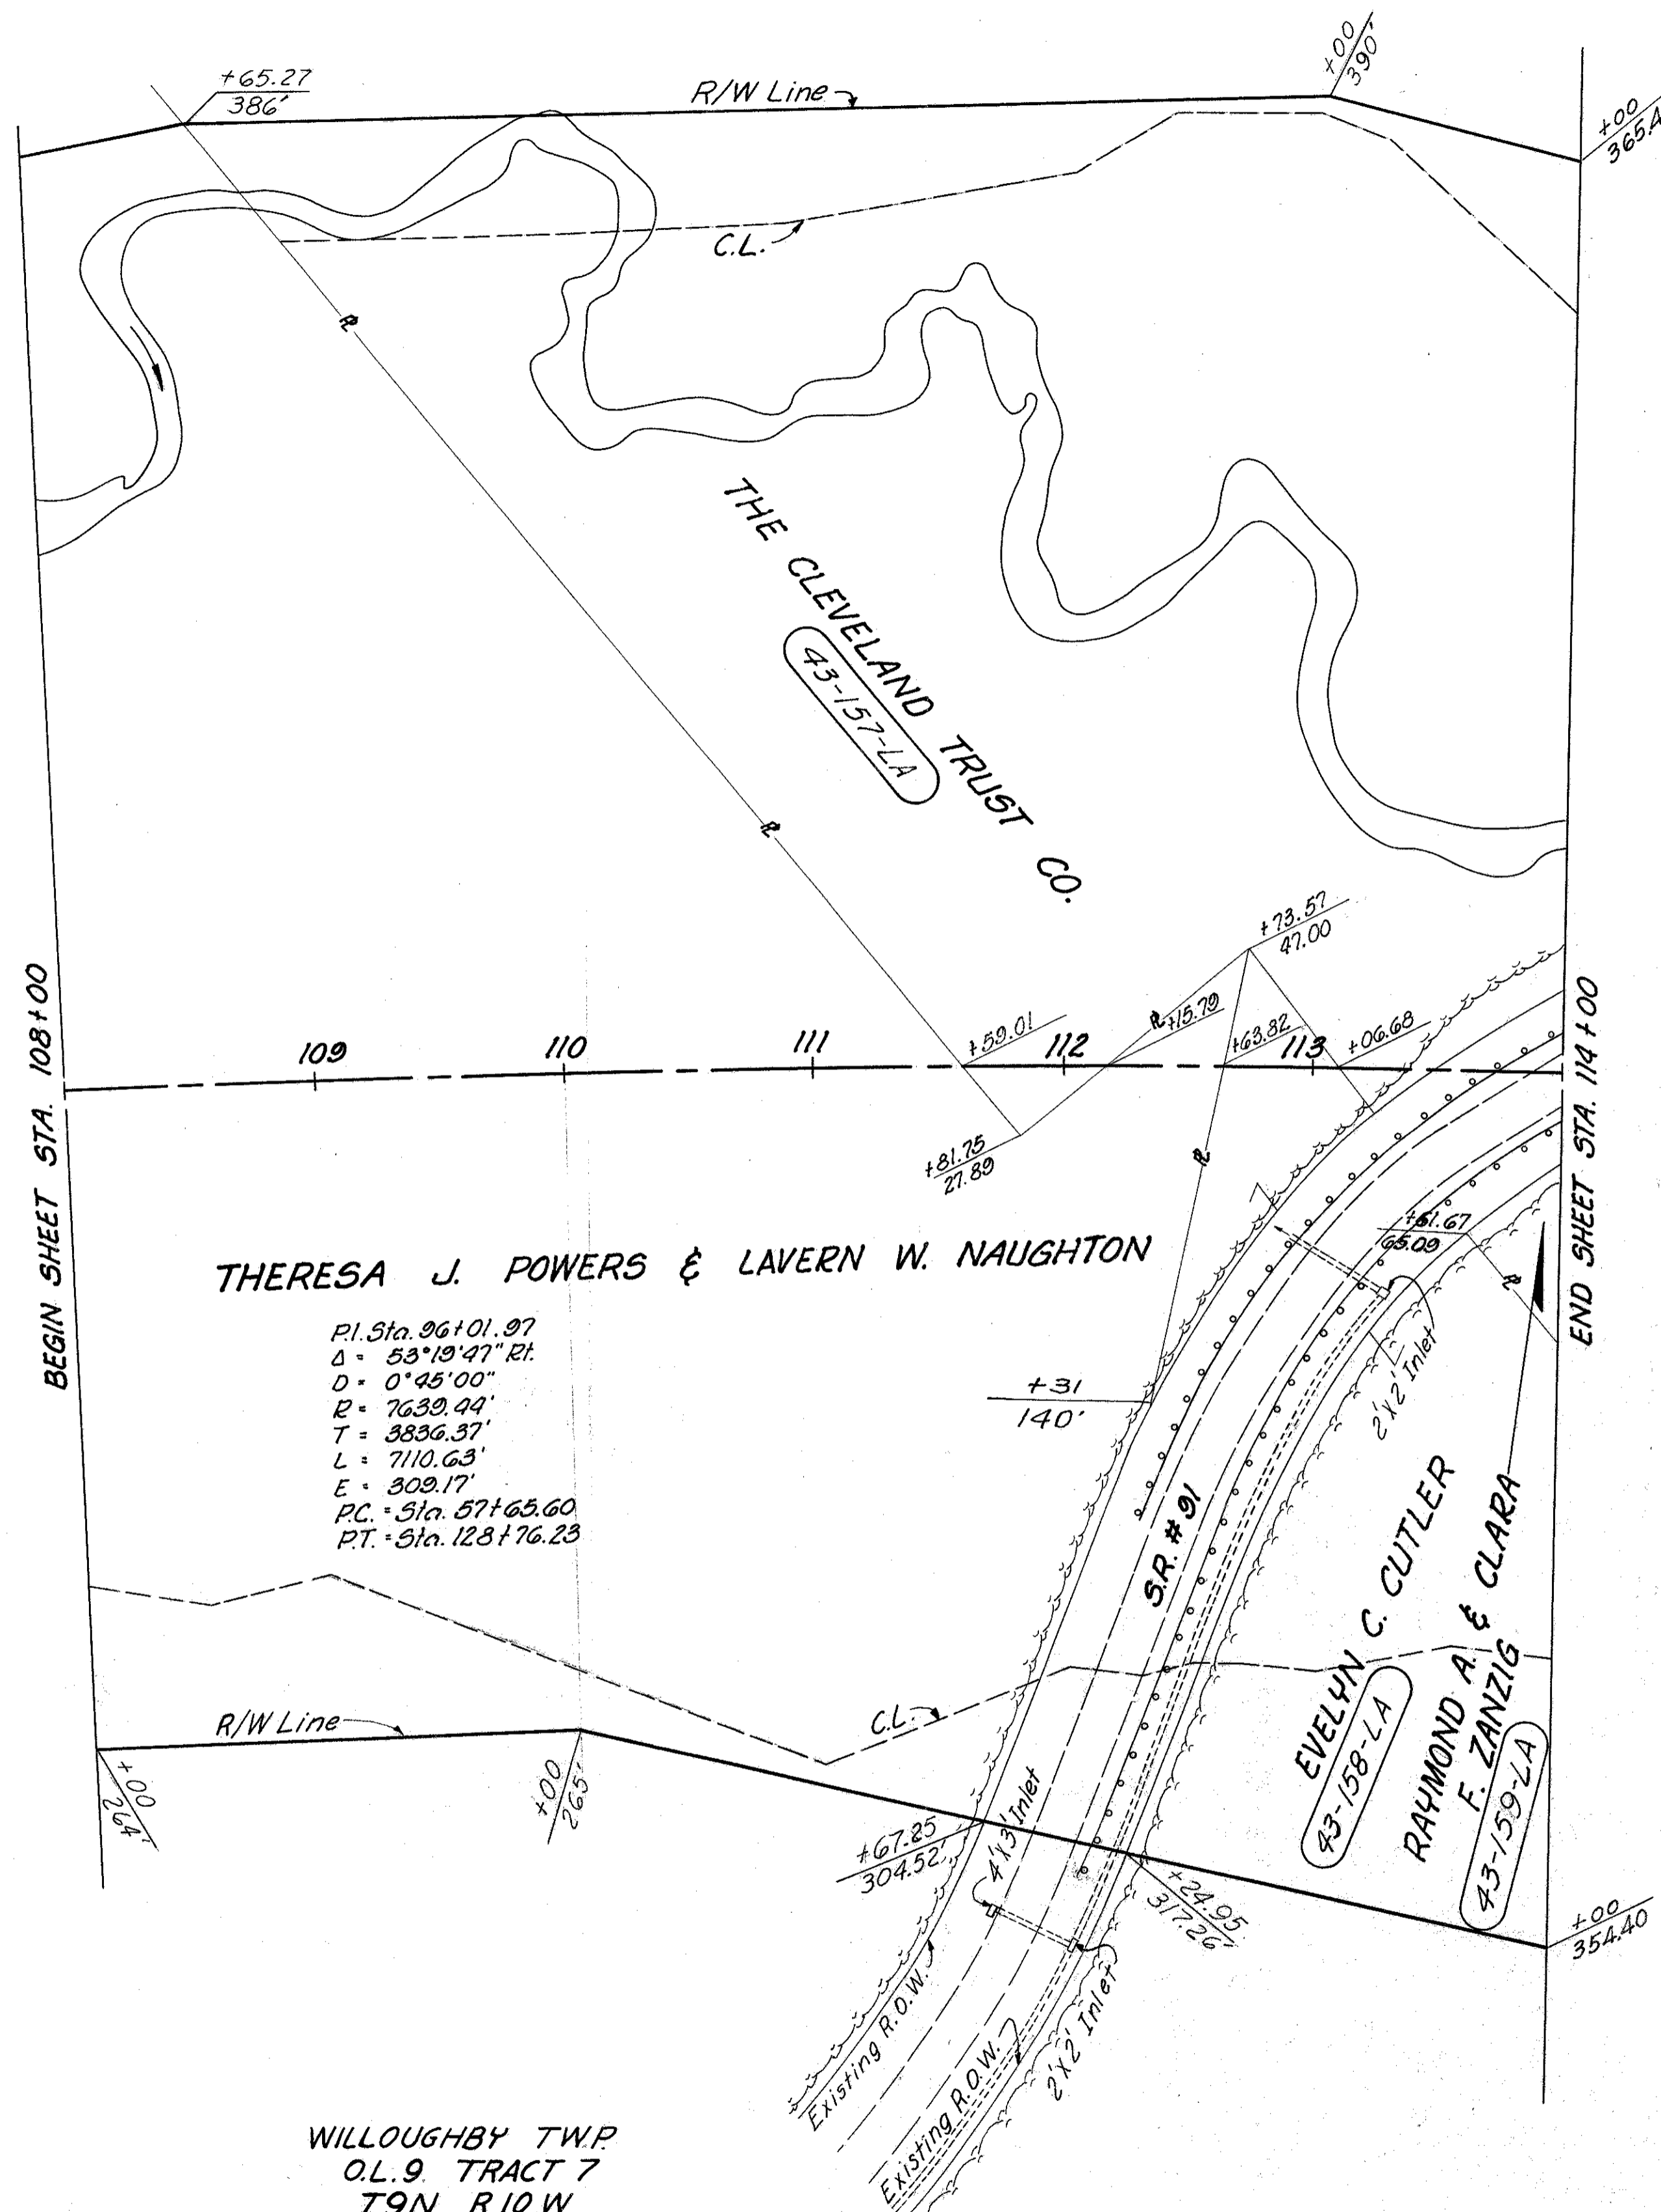 +65.27
386'
R/W Line
+00
390'
+00
365.4
C.L.
THE CLEVELAND TRUST CO.
43-157-LA
+73.57
47.00
BEGIN SHEET STA. 108+00
109
110
111
+59.01
112
+15.79
+63.82
113
+06.68
END SHEET STA. 114+00
+81.75
27.89
+61.67
65.09
THERESA J. POWERS & LAVERN W. NAUGHTON
P.I. Sta. 96+01.97
Δ = 53°19'47" Rt.
D = 0°45'00"
R = 7639.44'
T = 3836.37'
L = 7110.63'
E = 309.17'
P.C. = Sta. 57+65.60
P.T. = Sta. 128+76.23
+31
140'
2'x2' Inlet
S.R. #91
EVELYN C. CUTLER
43-158-LA
RAYMOND A. & CLARA
F. ZANZIG
43-159-LA
R/W Line
C.L.
+00
264'
+00
265'
+67.25
304.52'
4'x3' Inlet
+24.95
317.26'
+00
354.40
Existing R.O.W.
Existing R.O.W.
2'x2' Inlet
WILLOUGHBY TWP.
O.L.9. TRACT 7
T9N R10W